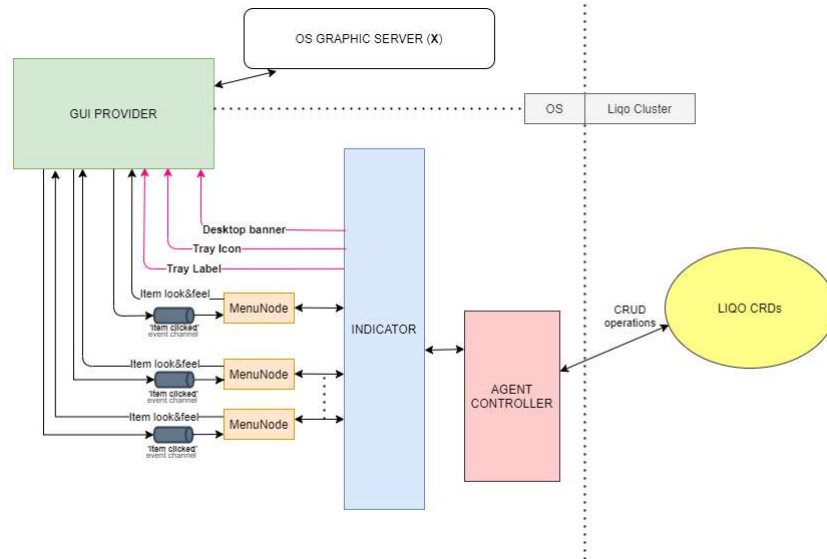 OS GRAPHIC SERVER (X)
GUI PROVIDER
OS
Liqo Cluster
Desktop banner
Tray Icon
Tray Label
Item look&feel
MenuNode
'Item clicked'
event channel
INDICATOR
CRUD
operations
LIQO CRDs
Item look&feel
MenuNode
'Item clicked'
event channel
AGENT
CONTROLLER
Item look&feel
MenuNode
'Item clicked'
event channel